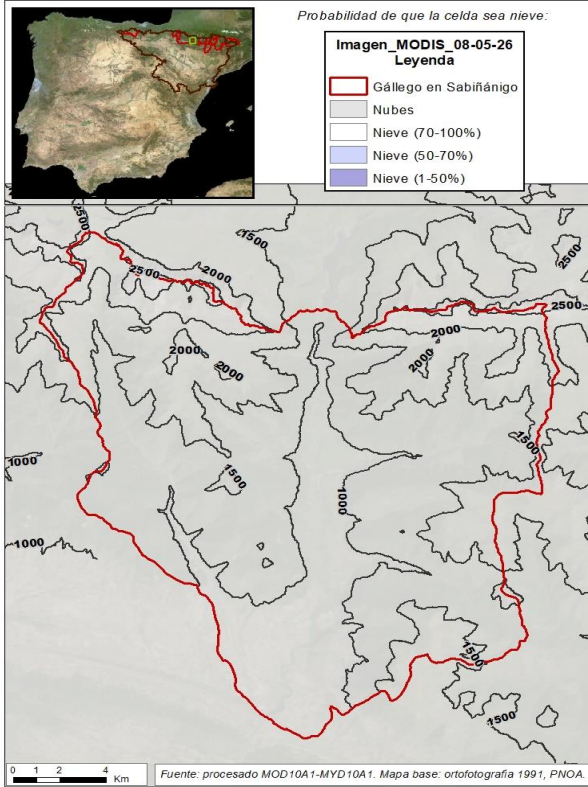 Probabilidad de que la celda sea nieve:
Imagen_MODIS_08-05-26
Leyenda
Gállego en Sabiñánigo
Nubes
Nieve (70-100%)
Nieve (50-70%)
Nieve (1-50%)
2500
1500
2500
2000
2500
2500
2000
2000
2000
2000
1500
1000
1500
1000
1000
1500
1500
0 1 2 4
Km
Fuente: procesado MOD10A1-MYD10A1. Mapa base: ortofotografia 1991, PNOA.